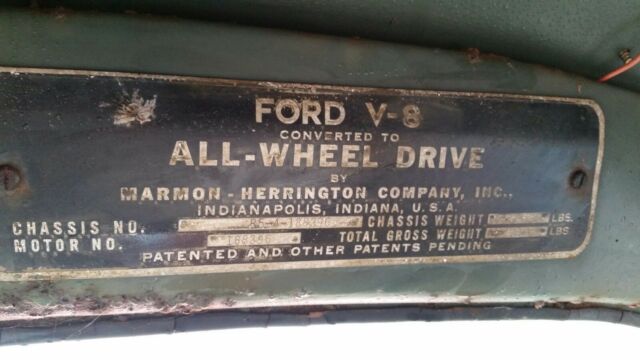 FORD V-8
CONVERTED TO
ALL-WHEEL DRIVE
BY
MARMON-HERRINGTON COMPANY, INC.,
INDIANAPOLIS, INDIANA, U.S.A.
CHASSIS NO. CHASSIS WEIGHT LBS.
MOTOR NO. TOTAL GROSS WEIGHT LBS
PATENTED AND OTHER PATENTS PENDING